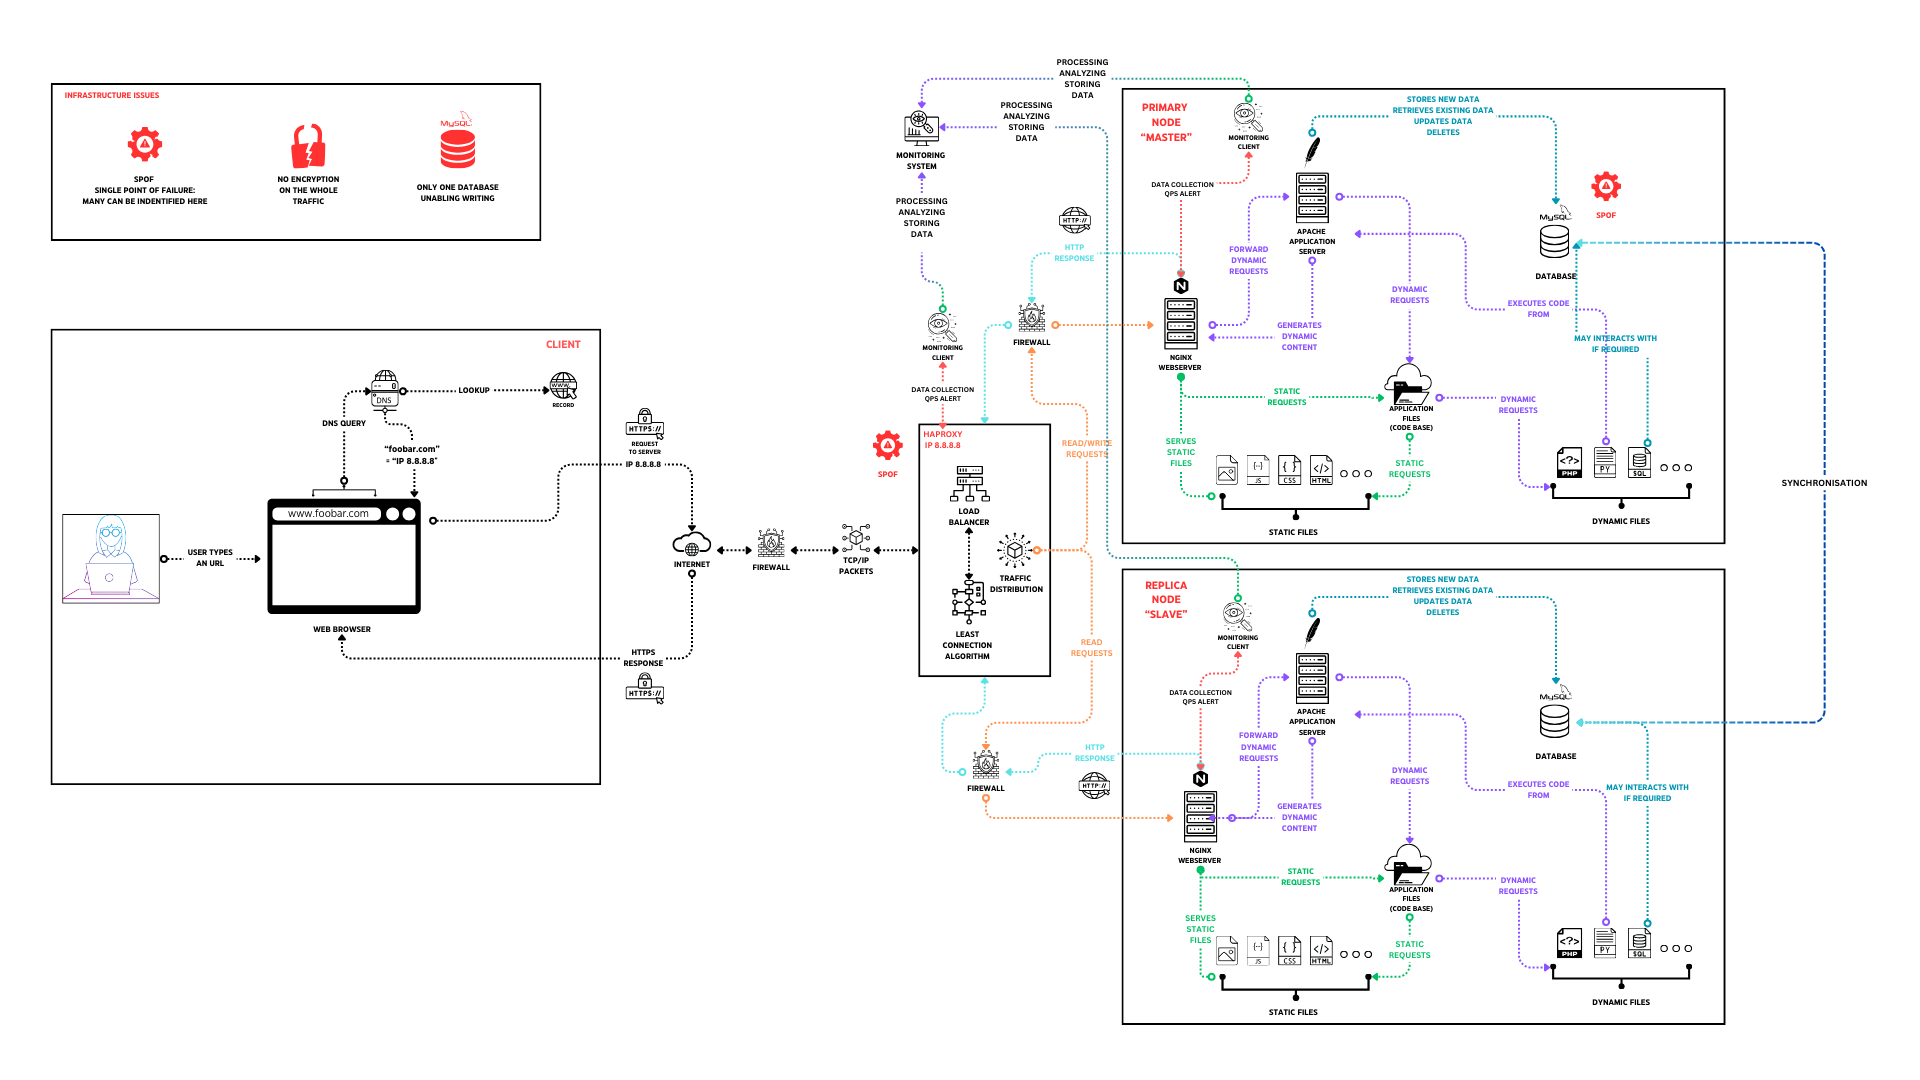 INFRASTRUCTURE ISSUES
MySQL
SPOF
SINGLE POINT OF FAILURE:
MANY CAN BE INDENTIFIED HERE
NO ENCRYPTION
ON THE WHOLE
TRAFFIC
ONLY ONE DATABASE
UNABLING WRITING
CLIENT
DNS
LOOKUP
WWW
RECORD
DNS QUERY
“foobar.com”
= “IP 8.8.8.8”
www.foobar.com
USER TYPES
AN URL
WEB BROWSER
HTTPS://
REQUEST
TO SERVER
IP 8.8.8.8
INTERNET
HTTPS
RESPONSE
HTTPS://
FIREWALL
TCP/IP
PACKETS
PROCESSING
ANALYZING
STORING
DATA
PROCESSING
ANALYZING
STORING
DATA
MONITORING
SYSTEM
PROCESSING
ANALYZING
STORING
DATA
MONITORING
CLIENT
DATA COLLECTION
QPS ALERT
SPOF
HAPROXY
IP 8.8.8.8
LOAD
BALANCER
TRAFFIC
DISTRIBUTION
LEAST
CONNECTION
ALGORITHM
HTTP://
HTTP
RESPONSE
FIREWALL
READ/WRITE
REQUESTS
READ
REQUESTS
HTTP
RESPONSE
HTTP://
FIREWALL
PRIMARY
NODE
“MASTER”
MONITORING
CLIENT
DATA COLLECTION
QPS ALERT
STORES NEW DATA
RETRIEVES EXISTING DATA
UPDATES DATA
DELETES
APACHE
APPLICATION
SERVER
FORWARD
DYNAMIC
REQUESTS
GENERATES
DYNAMIC
CONTENT
N
NGINX
WEBSERVER
DYNAMIC
REQUESTS
SPOF
MySQL
DATABASE
EXECUTES CODE
FROM
MAY INTERACTS WITH
IF REQUIRED
STATIC
REQUESTS
APPLICATION
FILES
(CODE BASE)
DYNAMIC
REQUESTS
SERVES
STATIC
FILES
STATIC
REQUESTS
JS
CSS
HTML
STATIC FILES
PHP
PY
SQL
DYNAMIC FILES
SYNCHRONISATION
REPLICA
NODE
“SLAVE”
MONITORING
CLIENT
DATA COLLECTION
QPS ALERT
STORES NEW DATA
RETRIEVES EXISTING DATA
UPDATES DATA
DELETES
APACHE
APPLICATION
SERVER
FORWARD
DYNAMIC
REQUESTS
GENERATES
DYNAMIC
CONTENT
N
NGINX
WEBSERVER
DYNAMIC
REQUESTS
MySQL
DATABASE
EXECUTES CODE
FROM
MAY INTERACTS WITH
IF REQUIRED
STATIC
REQUESTS
APPLICATION
FILES
(CODE BASE)
DYNAMIC
REQUESTS
SERVES
STATIC
FILES
STATIC
REQUESTS
JS
CSS
HTML
STATIC FILES
PHP
PY
SQL
DYNAMIC FILES